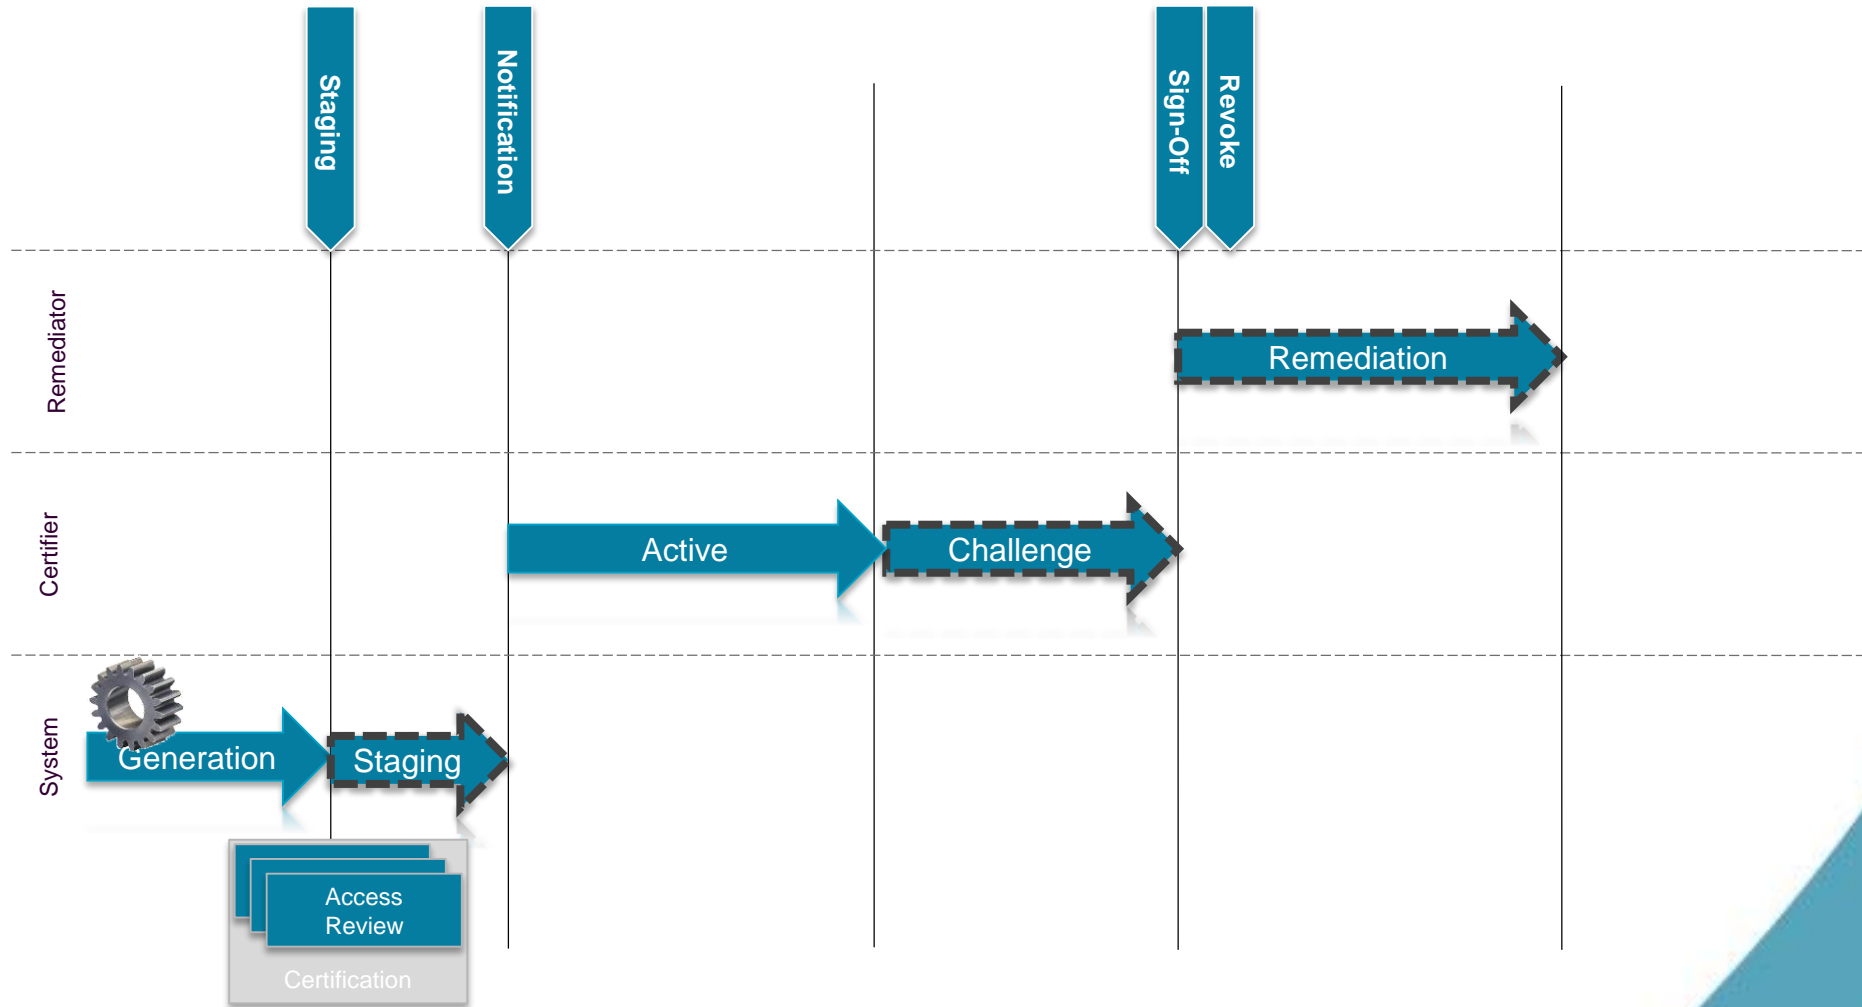 Staging
Notification
Sign-Off
Revoke
Remediator
Remediation
Certifier
Active
Challenge
System
Generation
Staging
Access
Review
Certification